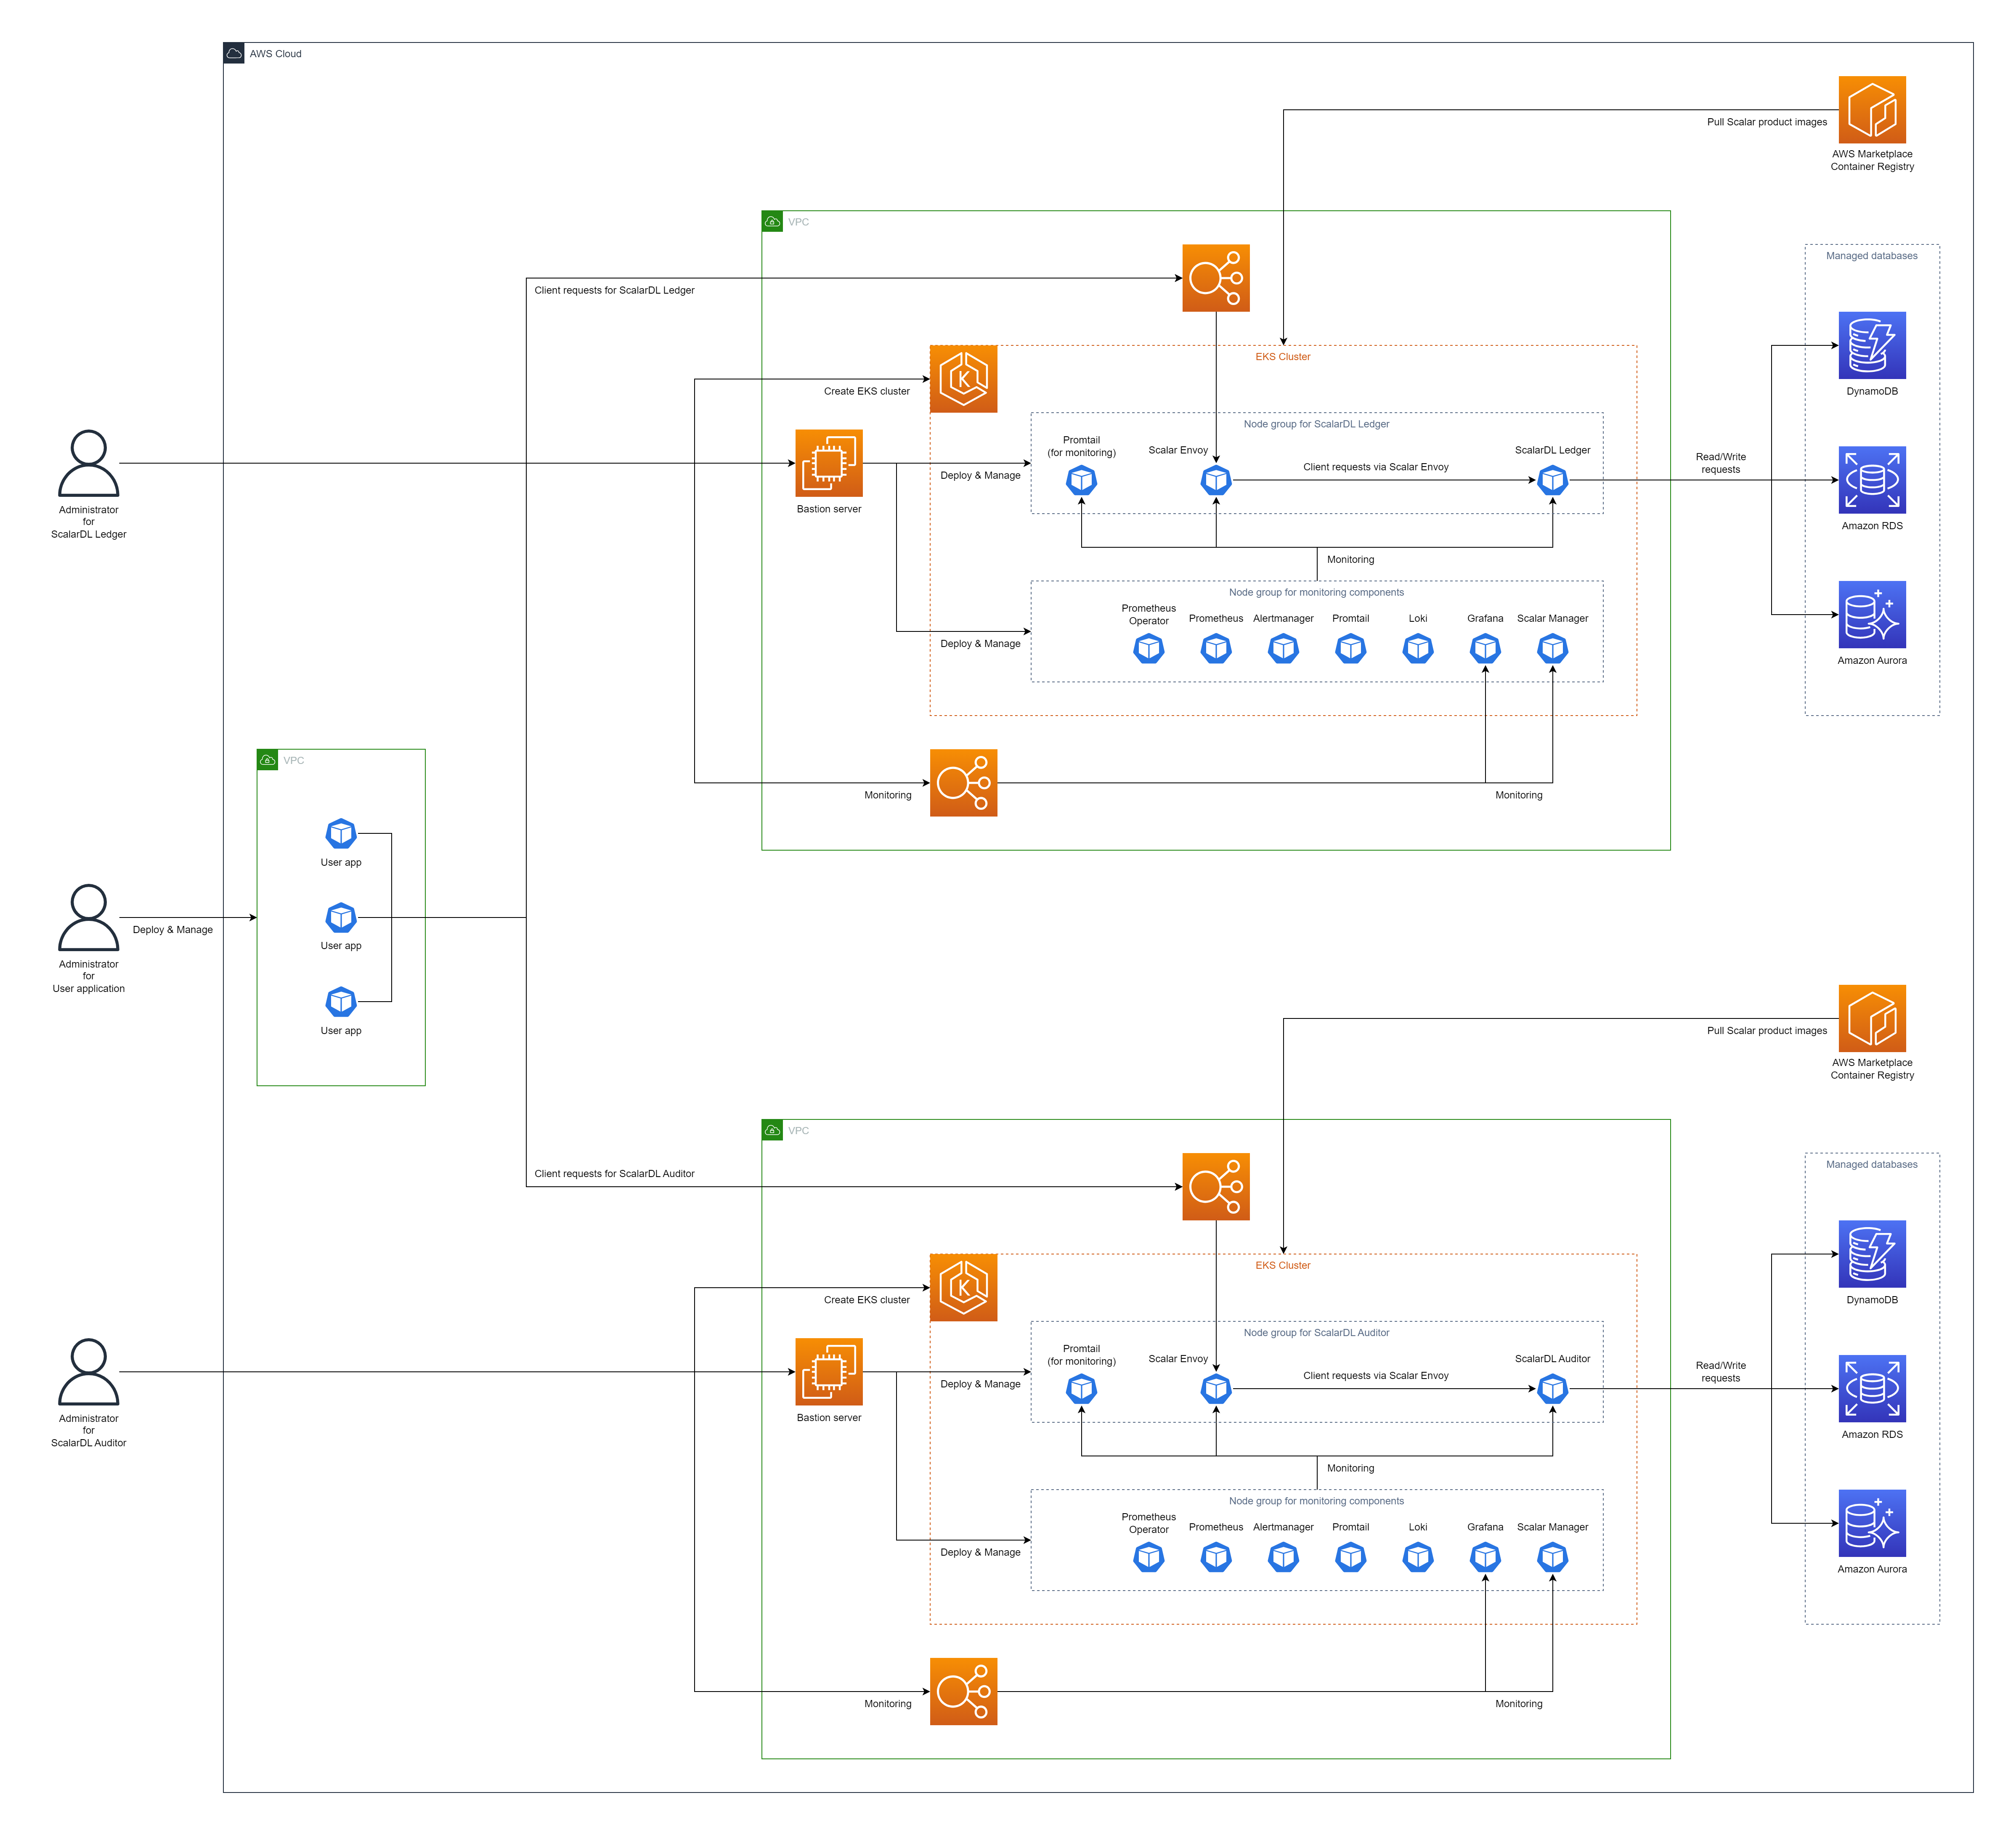 AWS Cloud
Pull Scalar product images
AWS Marketplace
Container Registry
VPC
Client requests for ScalarDL Ledger
Managed databases
EKS Cluster
Create EKS cluster
DynamoDB
Node group for ScalarDL Ledger
Promtail
(for monitoring)
Scalar Envoy
ScalarDL Ledger
Client requests via Scalar Envoy
Read/Write
requests
Deploy & Manage
Bastion server
Administrator
for
ScalarDL Ledger
Amazon RDS
Monitoring
Node group for monitoring components
Prometheus
Operator
Prometheus
Alertmanager
Promtail
Loki
Grafana
Scalar Manager
Deploy & Manage
Amazon Aurora
VPC
Monitoring
Monitoring
User app
Deploy & Manage
User app
Administrator
for
User application
User app
Pull Scalar product images
AWS Marketplace
Container Registry
VPC
Client requests for ScalarDL Auditor
Managed databases
EKS Cluster
Create EKS cluster
DynamoDB
Node group for ScalarDL Auditor
Promtail
(for monitoring)
Scalar Envoy
ScalarDL Auditor
Client requests via Scalar Envoy
Read/Write
requests
Deploy & Manage
Bastion server
Administrator
for
ScalarDL Auditor
Amazon RDS
Monitoring
Node group for monitoring components
Prometheus
Operator
Prometheus
Alertmanager
Promtail
Loki
Grafana
Scalar Manager
Deploy & Manage
Amazon Aurora
Monitoring
Monitoring